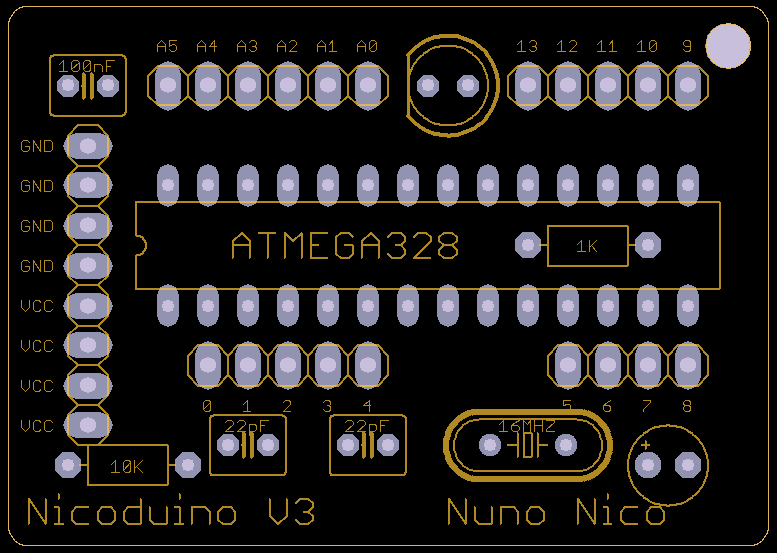 A5 A4 A3 A2 A1 A0 13 12 11 10 9
100nF
GND
GND
GND
GND
VCC
VCC
VCC
VCC
ATMEGA328
1K
0 1 2 3 4 5 6 7 8
22pF 22pF 16MHZ
+
10K
Nicoduino V3 Nuno Nico